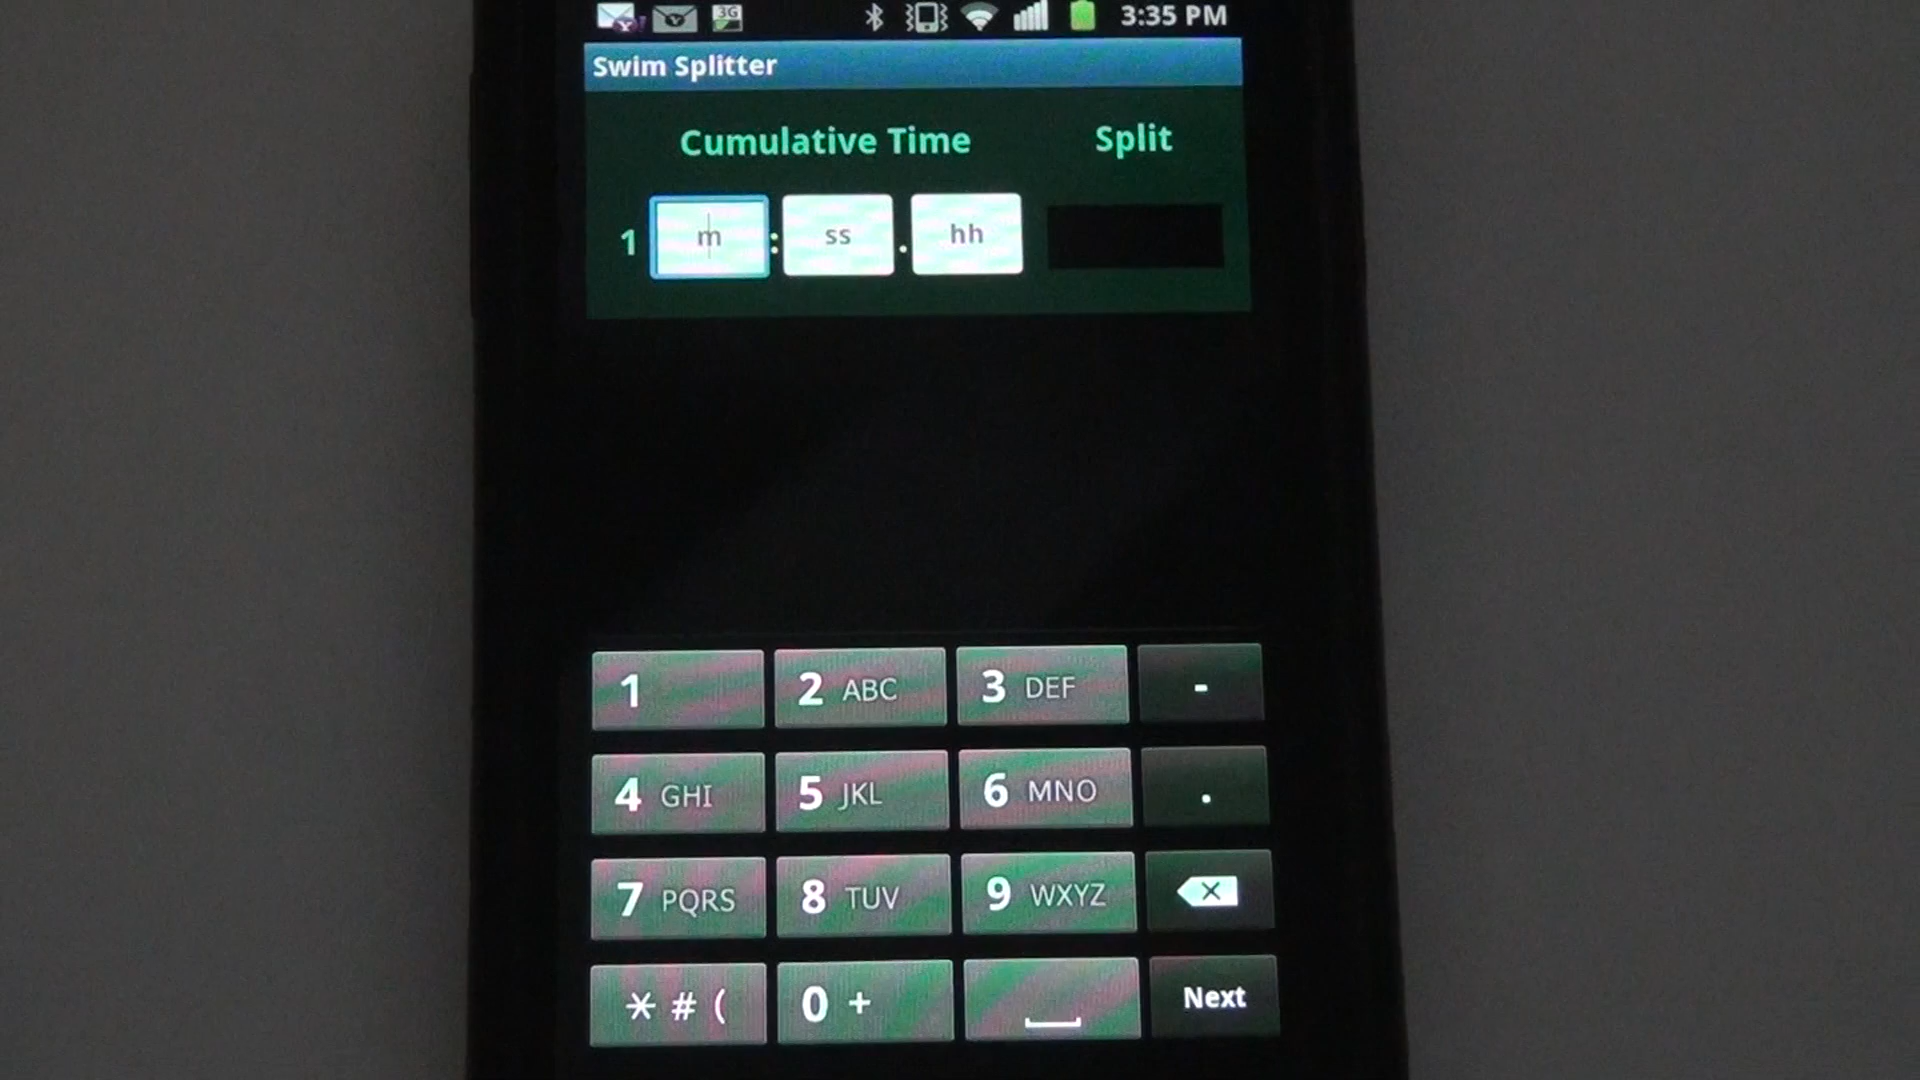 3G 3:35 PM
Swim Splitter
Cumulative Time Split
1 m : ss . hh
1 2 ABC 3 DEF -
4 GHI 5 JKL 6 MNO .
7 PQRS 8 TUV 9 WXYZ
* # ( 0 + Next